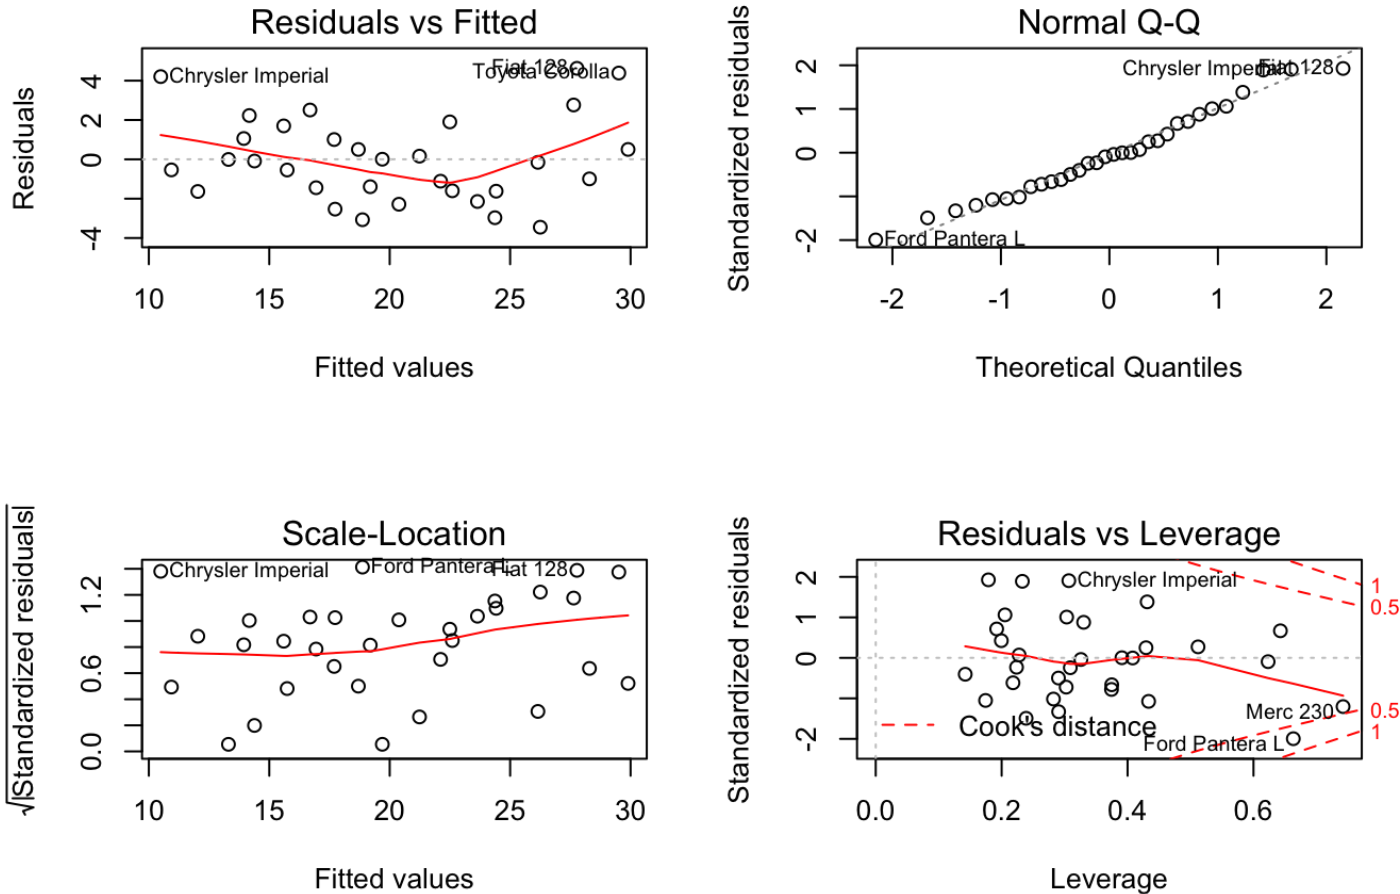 Residuals vs Fitted
Residuals
4
2
0
-4
Chrysler Imperial
Fiat 128
Toyota Corolla
10 15 20 25 30
Fitted values
Normal Q-Q
Standardized residuals
2
1
0
-2
Chrysler Imperial
Fiat 128
Ford Pantera L
-2 -1 0 1 2
Theoretical Quantiles
Scale-Location
√|Standardized residuals|
1.2
0.6
0.0
Chrysler Imperial
Ford Pantera L
Fiat 128
10 15 20 25 30
Fitted values
Residuals vs Leverage
Standardized residuals
2
1
0
-2
Chrysler Imperial
1
0.5
Merc 230
0.5
Cook's distance
1
Ford Pantera L
0.0 0.2 0.4 0.6
Leverage